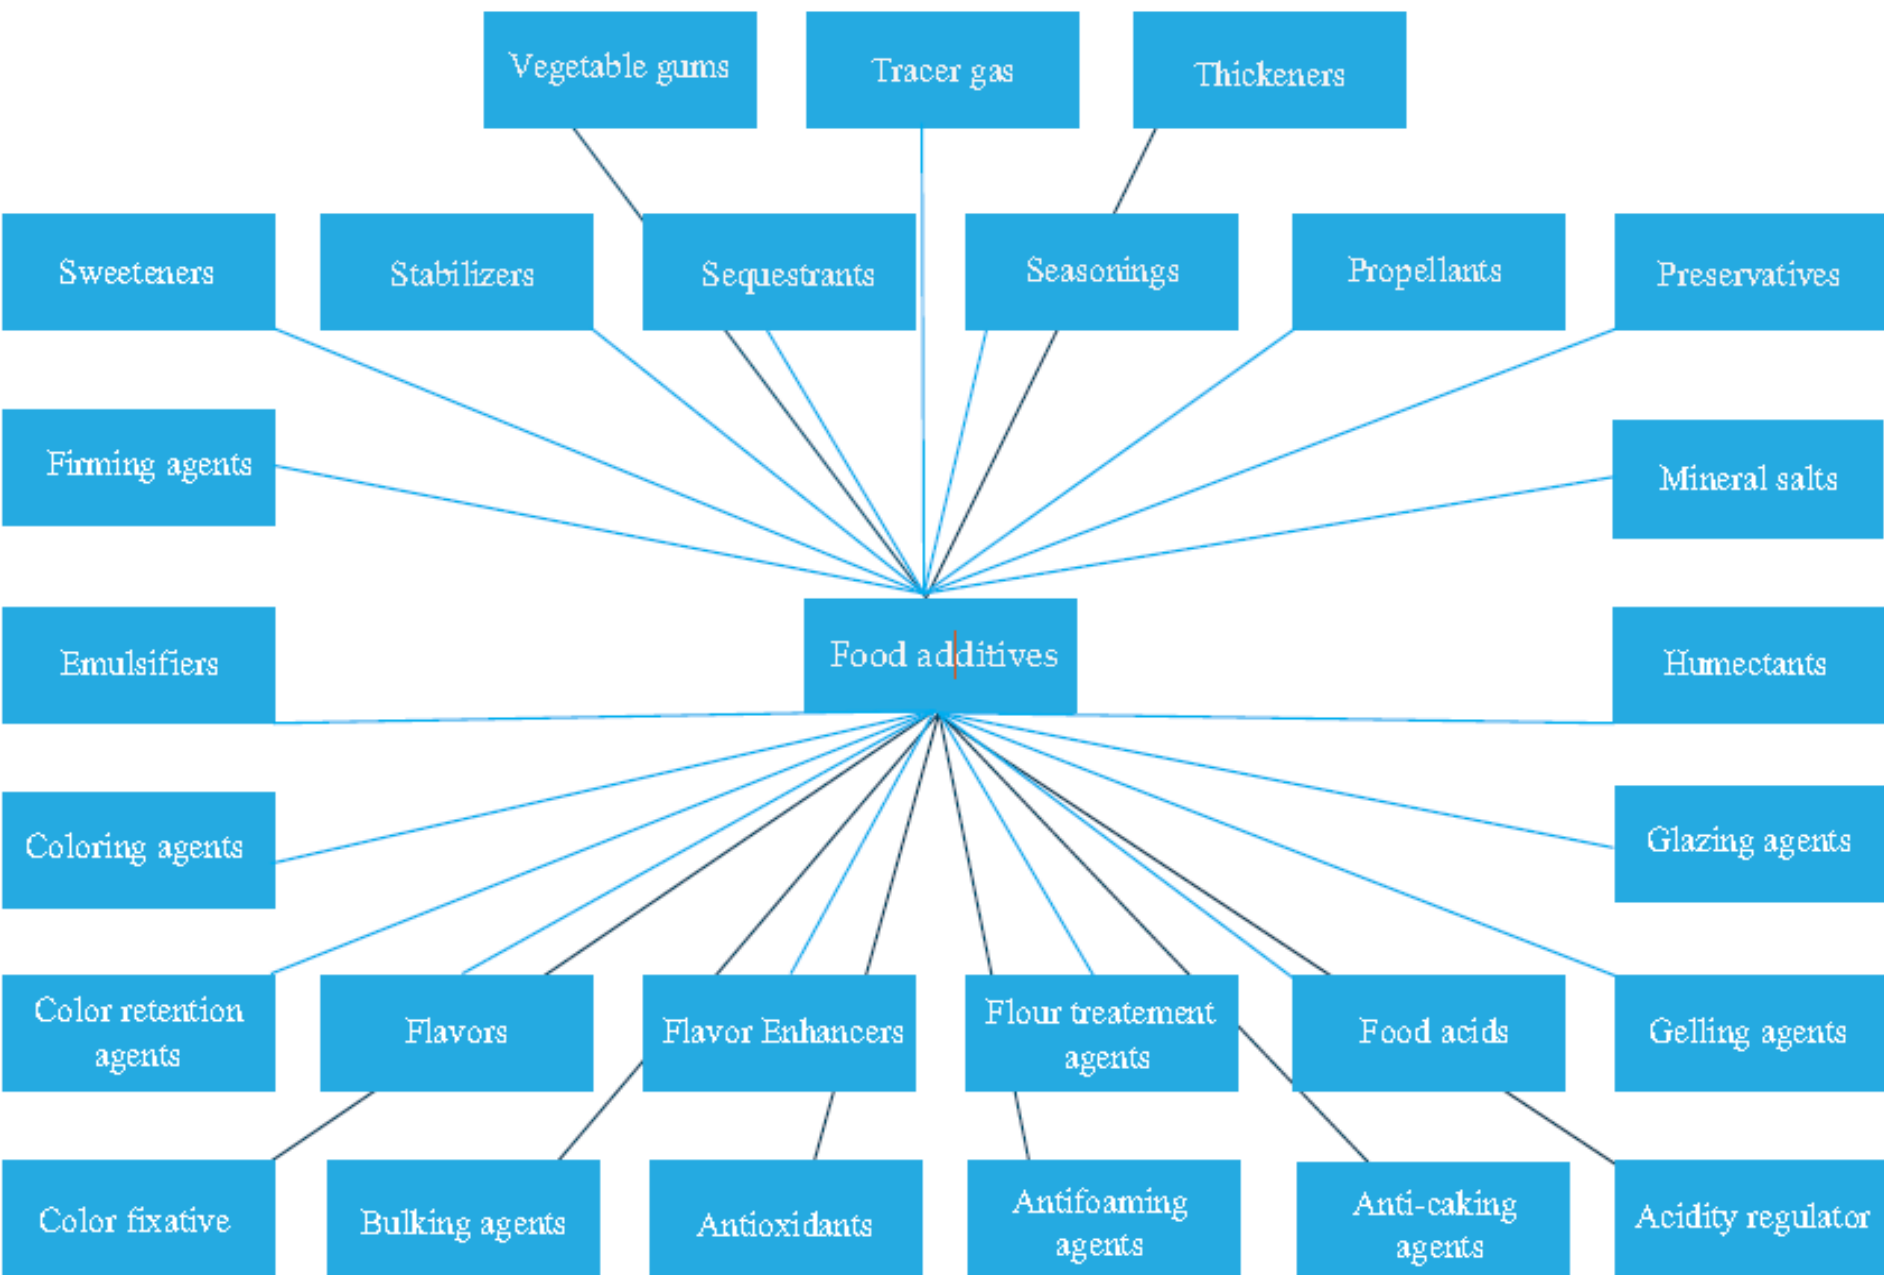 Vegetable gums
Tracer gas
Thickeners
Sweeteners
Stabilizers
Sequestrants
Seasonings
Propellants
Preservatives
Firming agents
Mineral salts
Emulsifiers
Food additives
Humectants
Coloring agents
Glazing agents
Color retention
agents
Flavors
Flavor Enhancers
Flour treatement
agents
Food acids
Gelling agents
Color fixative
Bulking agents
Antioxidants
Antifoaming
agents
Anti-caking
agents
Acidity regulator